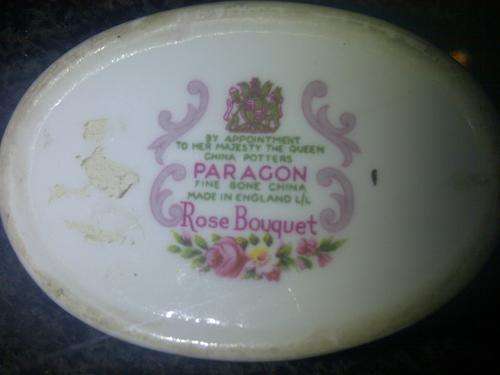 BY APPOINTMENT
TO HER MAJESTY THE QUEEN
CHINA POTTERS
PARAGON
FINE BONE CHINA
MADE IN ENGLAND L/L
Rose Bouquet